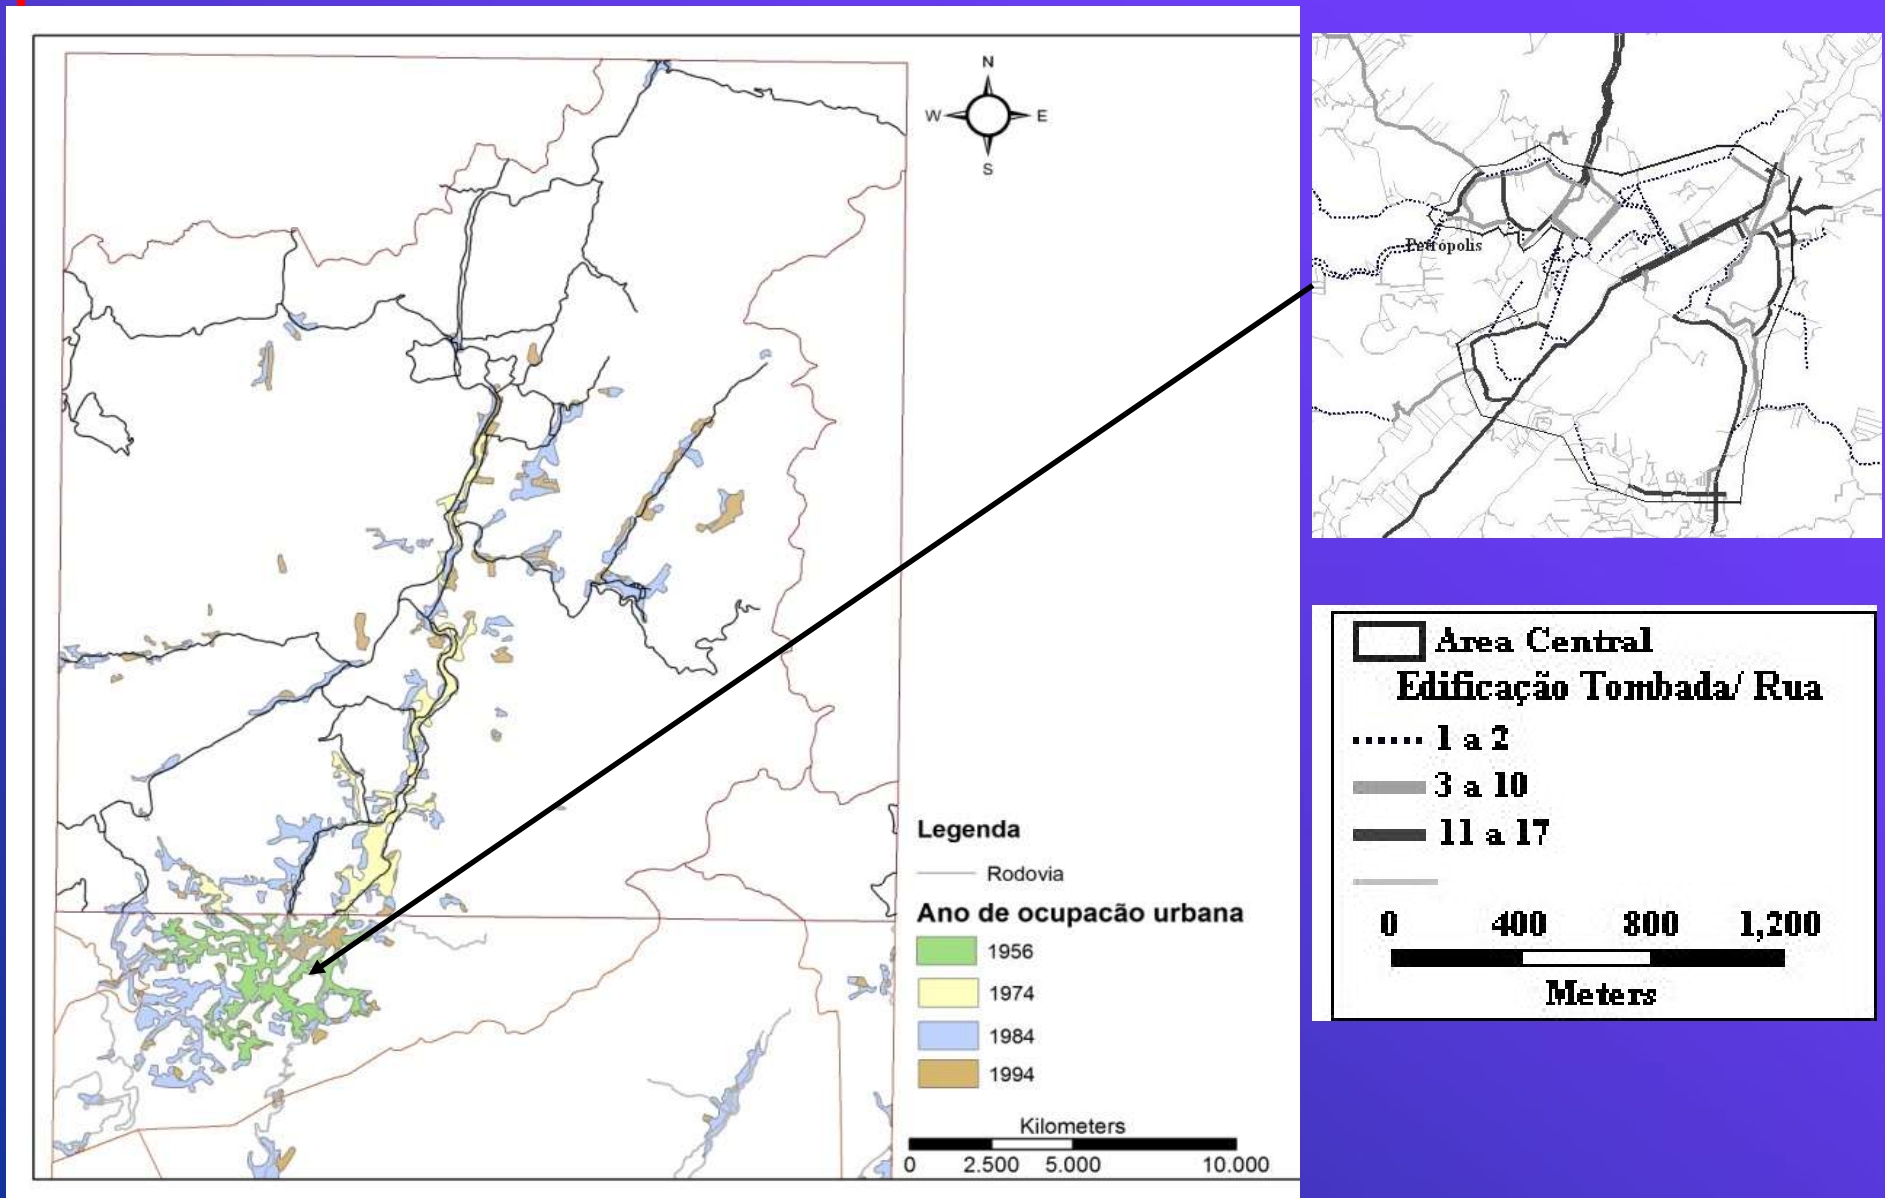 N
W E
S
Petrópolis
Legenda
Rodovia
Ano de ocupacão urbana
1956
1974
1984
1994
Kilometers
0 2.500 5.000 10.000
Area Central
Edificação Tombada/ Rua
1 a 2
3 a 10
11 a 17
0 400 800 1,200
Meters